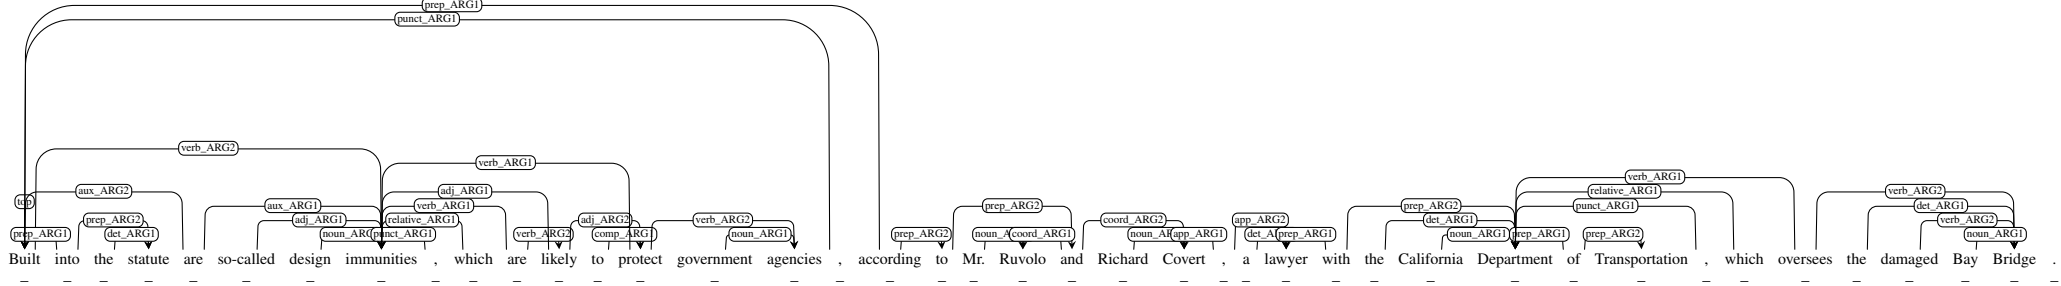 prep_ARG1
punct_ARG1
verb_ARG2
verb_ARG1
verb_ARG1
top aux_ARG2 adj_ARG1 relative_ARG1 verb_ARG2
aux_ARG1 verb_ARG1 prep_ARG2 prep_ARG2 punct_ARG1 det_ARG1
prep_ARG2 adj_ARG1 relative_ARG1 adj_ARG2 verb_ARG2 coord_ARG2 app_ARG2 det_ARG1 verb_ARG2
prep_ARG1 det_ARG1 punct_ARG1 verb_ARG2 comp_ARG1 noun_ARG1 prep_ARG2 coord_ARG1 app_ARG1 prep_ARG1 noun_ARG1 prep_ARG1 prep_ARG2 noun_ARG1
Built into the statute are so-called design immunities , which are likely to protect government agencies , according to Mr. Ruvolo and Richard Covert , a lawyer with the California Department of Transportation , which oversees the damaged Bay Bridge .